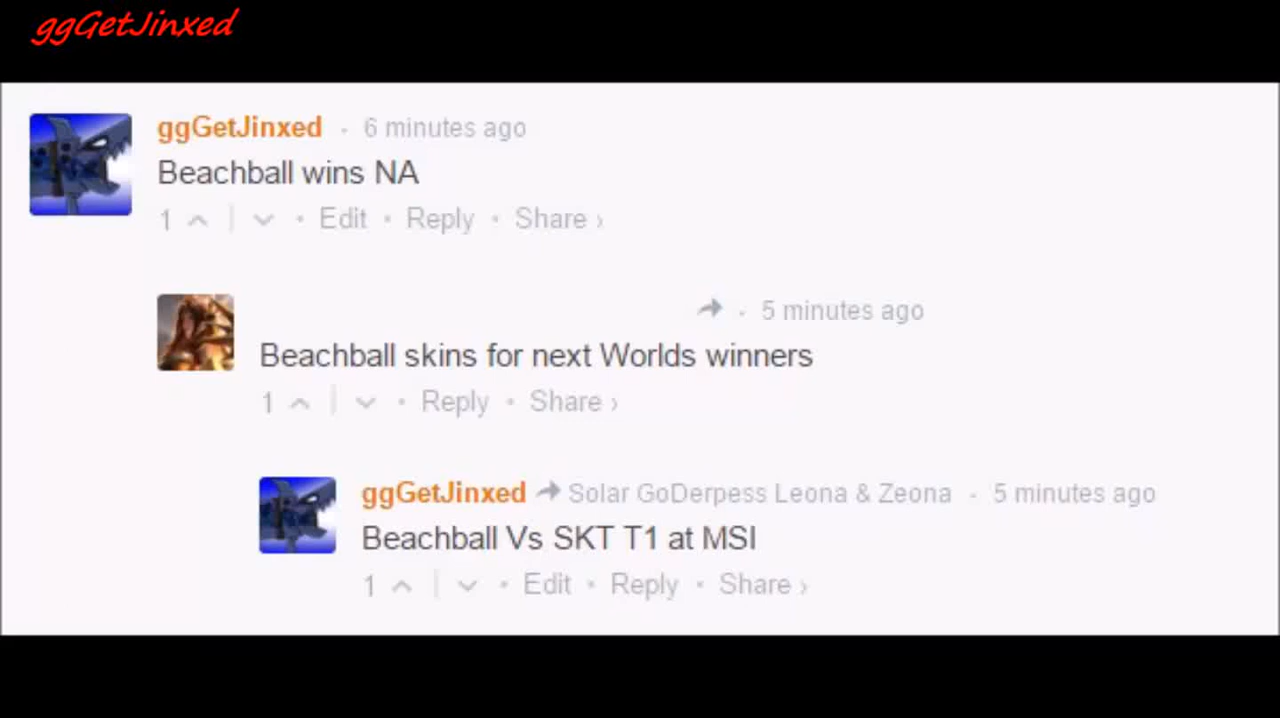 ggGetJinxed
ggGetJinxed · 6 minutes ago
Beachball wins NA
1 | · Edit · Reply · Share ›
· 5 minutes ago
Beachball skins for next Worlds winners
1 | · Reply · Share ›
ggGetJinxed Solar GoDerpess Leona & Zeona · 5 minutes ago
Beachball Vs SKT T1 at MSI
1 | · Edit · Reply · Share ›